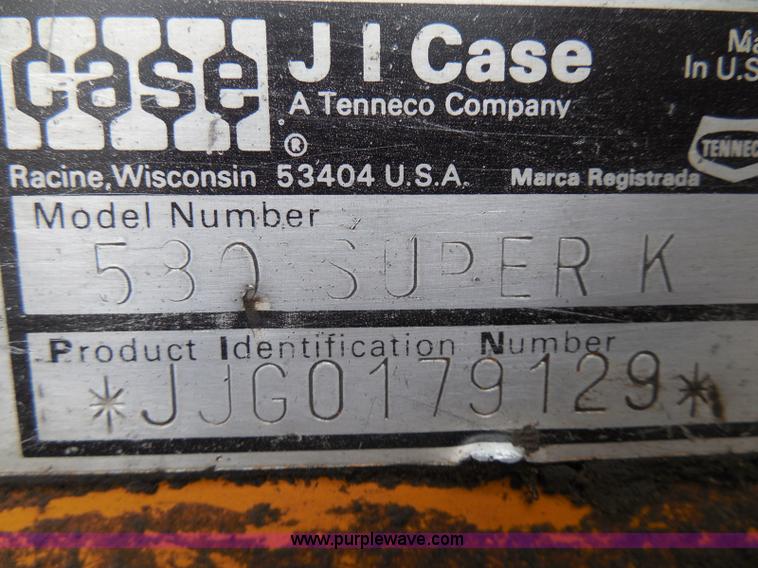 case J I Case
Ma
In U.S
A Tenneco Company
®
TENNEC
Racine, Wisconsin 53404 U.S.A. Marca Registrada
Model Number
580 SUPER K
Product Identification Number
*JJG0179129*
www.purplewave.com